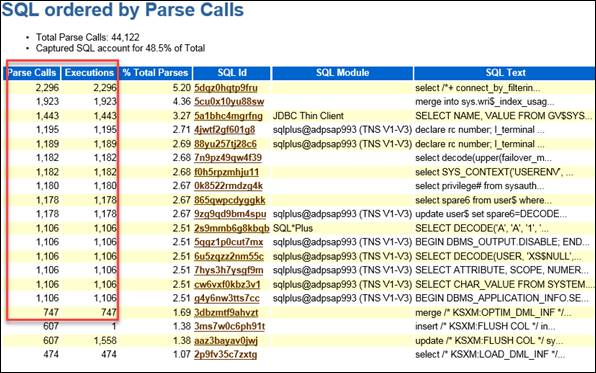 SQL ordered by Parse Calls
• Total Parse Calls: 44,122
• Captured SQL account for 48.5% of Total
Parse Calls Executions % Total Parses SQL Id SQL Module SQL Text
2,296 2,296 5.20 5dgz0hqtp9fru select /*+ connect_by_filterin...
1,923 1,923 4.36 5cu0x10yu88sw merge into sys.wri$_index_usag...
1,443 1,443 3.27 5a1bhc4mgrfng JDBC Thin Client SELECT NAME, VALUE FROM GV$SYS...
1,195 1,195 2.71 4jwtf2gf601g8 sqlplus@adpsap993 (TNS V1-V3) declare rc number; l_terminal ...
1,189 1,189 2.69 88yu257tj28c6 sqlplus@adpsap993 (TNS V1-V3) declare rc number; l_terminal ...
1,182 1,182 2.68 7n9pz49qw4f39 select decode(upper(failover_m...
1,182 1,182 2.68 f0h5rpzmhju11 select SYS_CONTEXT('USERENV', ...
1,180 1,180 2.67 0k8522rmdzg4k select privilege# from sysauth...
1,178 1,178 2.67 865qwpcdyggkk select spare6 from user$ where...
1,178 1,178 2.67 9zg9qd9bm4spu sqlplus@adpsap993 (TNS V1-V3) update user$ set spare6=DECODE...
1,106 1,106 2.51 2s9mmb6g8kbqb SQL*Plus SELECT DECODE('A', 'A', '1', '...
1,106 1,106 2.51 5qgz1p0cut7mx sqlplus@adpsap993 (TNS V1-V3) BEGIN DBMS_OUTPUT.DISABLE; END...
1,106 1,106 2.51 6u5zqzz2nm55c sqlplus@adpsap993 (TNS V1-V3) SELECT DECODE(USER, 'XS$NULL',...
1,106 1,106 2.51 7hys3h7ysgf9m sqlplus@adpsap993 (TNS V1-V3) SELECT ATTRIBUTE, SCOPE, NUMER...
1,106 1,106 2.51 cw6vxf0kbz3v1 sqlplus@adpsap993 (TNS V1-V3) SELECT CHAR_VALUE FROM SYSTEM...
1,106 1,106 2.51 g4y6nw3tts7cc sqlplus@adpsap993 (TNS V1-V3) BEGIN DBMS_APPLICATION_INFO.SE...
747 747 1.69 3dbzmtf9ahvzt merge /* KSXM:OPTIM_DML_INF */...
607 1 1.38 3ms7w0c6ph91t insert /* KSXM:FLUSH COL */ in...
607 1,558 1.38 aaz3bayav0jwj update /* KSXM:FLUSH COL */ sy...
474 474 1.07 2p9fv35c7zxtg select /* KSXM:LOAD_DML_INF */...